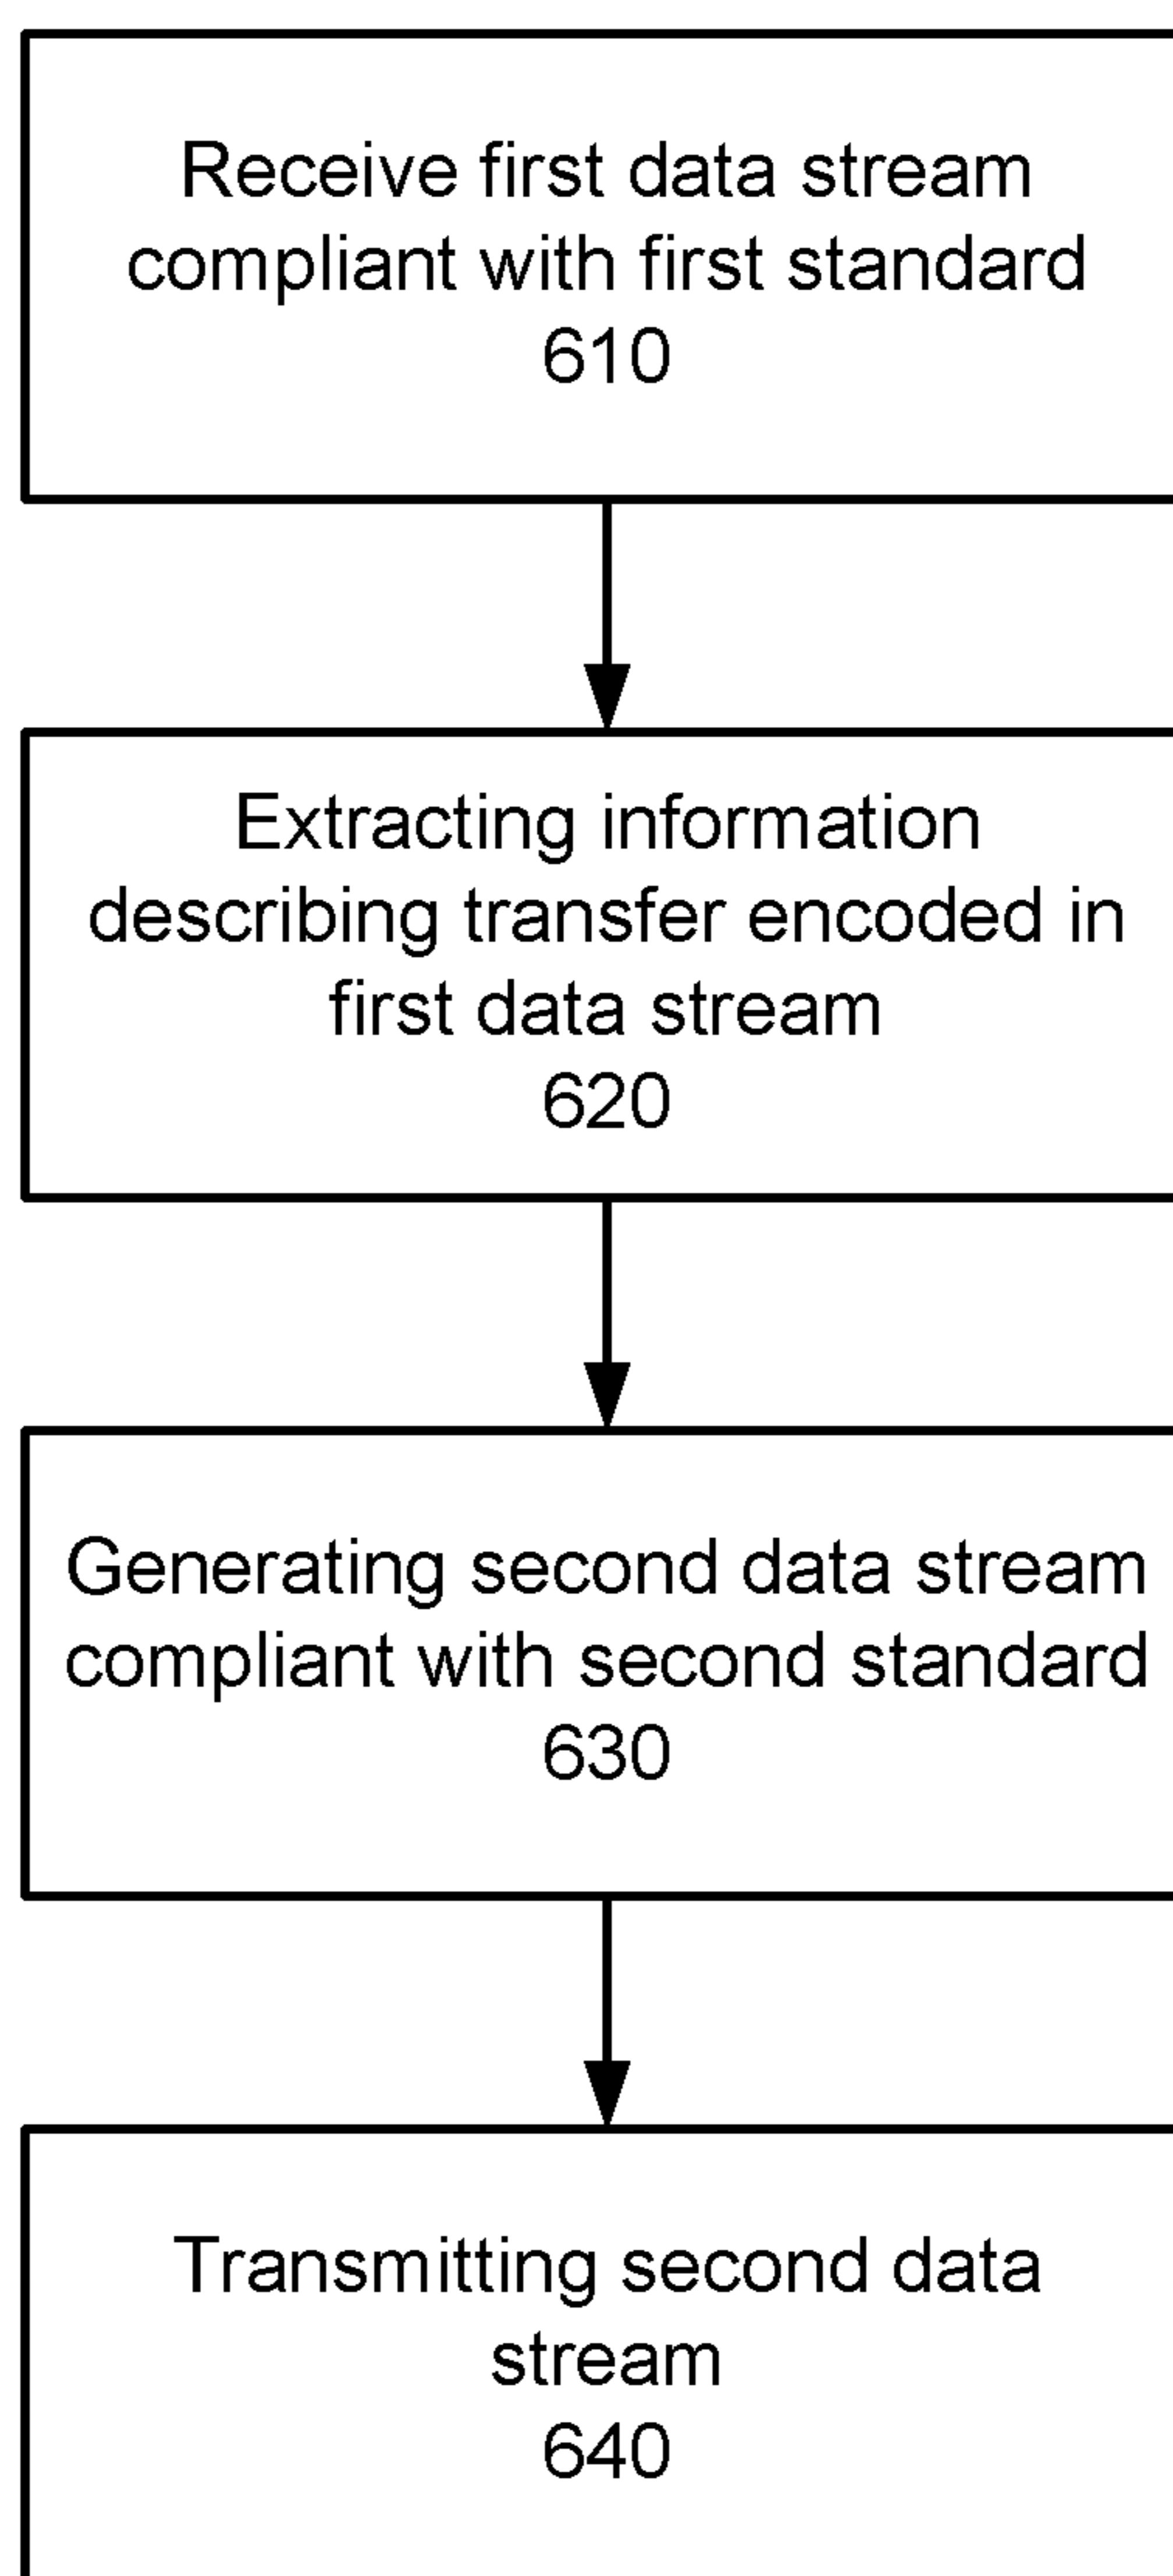 Receive first data stream
compliant with first standard
610
Extracting information
describing transfer encoded in
first data stream
620
Generating second data stream
compliant with second standard
630
Transmitting second data
stream
640